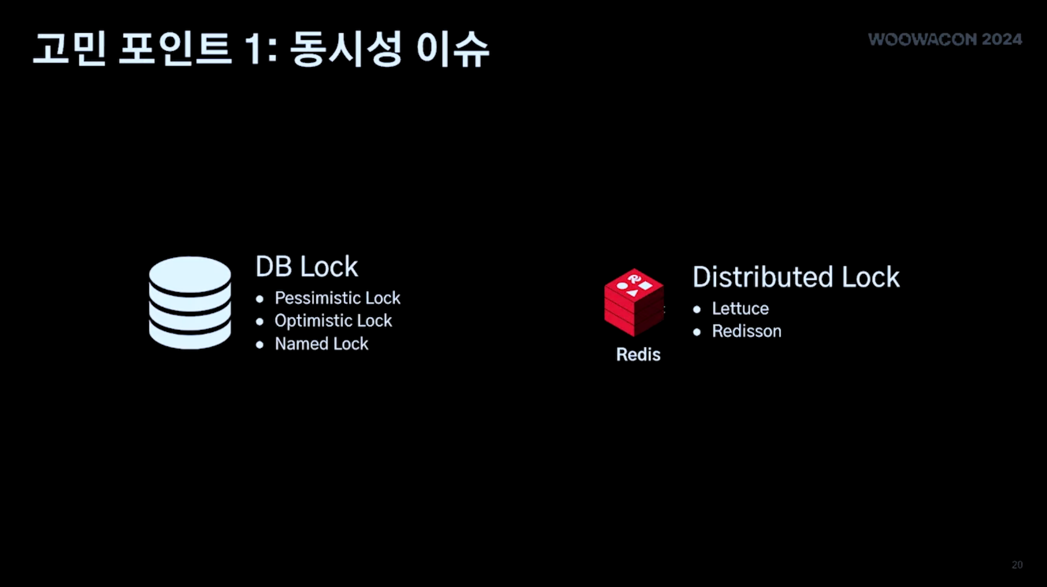 고민 포인트 1: 동시성 이슈
WOOWACON 2024
DB Lock
• Pessimistic Lock
• Optimistic Lock
• Named Lock
Redis
Distributed Lock
• Lettuce
• Redisson
20